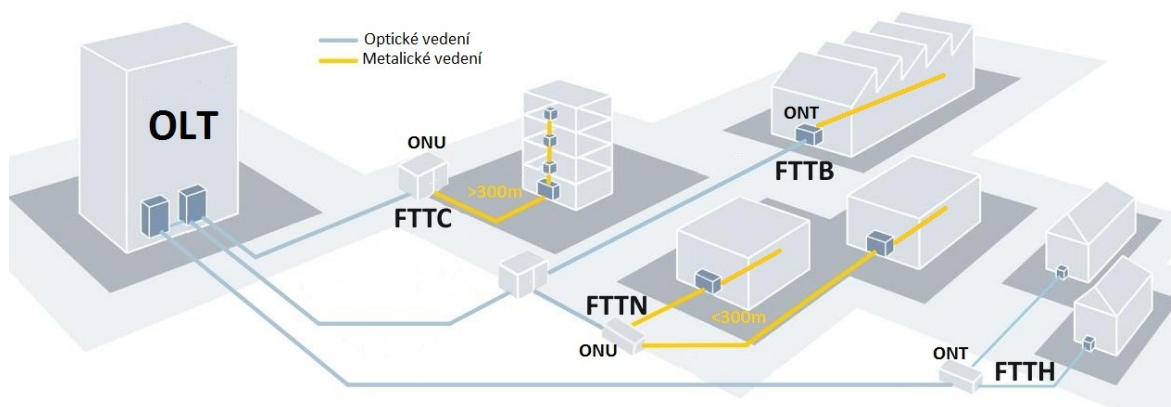 Optické vedení
Metalické vedení
OLT
ONU
>300m
FTTC
ONT
FTTB
FTTN
<300m
ONU
ONT
FTTH